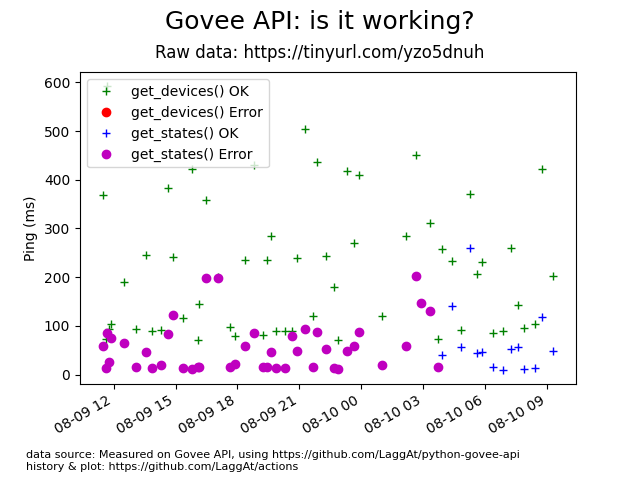 Govee API: is it working?
Raw data: https://tinyurl.com/yzo5dnuh
get_devices() OK
get_devices() Error
get_states() OK
get_states() Error
Ping (ms)
600
500
400
300
200
100
0
08-09 12
08-09 15
08-09 18
08-09 21
08-10 00
08-10 03
08-10 06
08-10 09
data source: Measured on Govee API, using https://github.com/LaggAt/python-govee-api
history & plot: https://github.com/LaggAt/actions